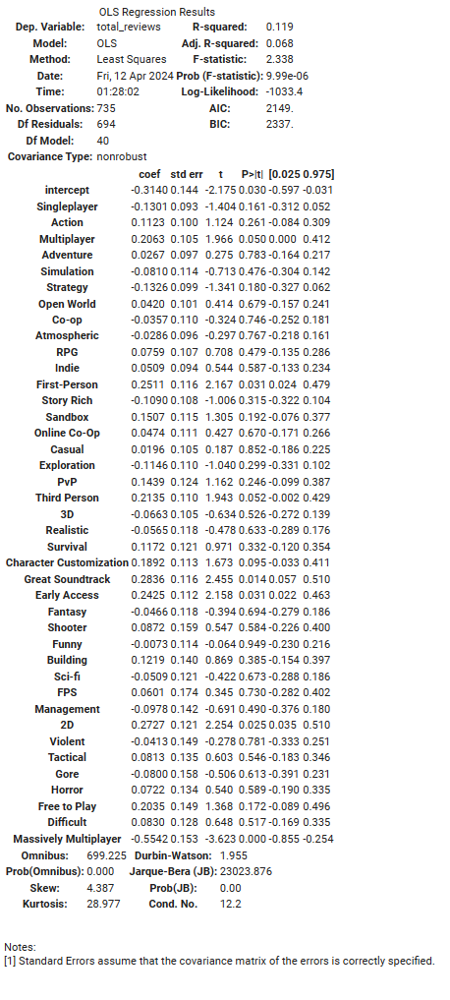 OLS Regression Results
Dep. Variable: total_reviews R-squared: 0.119
Model: OLS Adj. R-squared: 0.068
Method: Least Squares F-statistic: 2.338
Date: Fri, 12 Apr 2024 Prob (F-statistic): 9.99e-06
Time: 01:28:02 Log-Likelihood: -1033.4
No. Observations: 735 AIC: 2149.
Df Residuals: 694 BIC: 2337.
Df Model: 40
Covariance Type: nonrobust
coef std err t P>|t| [0.025 0.975]
intercept -0.3140 0.144 -2.175 0.030 -0.597 -0.031
Singleplayer -0.1301 0.093 -1.404 0.161 -0.312 0.052
Action 0.1123 0.100 1.124 0.261 -0.084 0.309
Multiplayer 0.2063 0.105 1.966 0.050 0.000 0.412
Adventure 0.0267 0.097 0.275 0.783 -0.164 0.217
Simulation -0.0810 0.114 -0.713 0.476 -0.304 0.142
Strategy -0.1326 0.099 -1.341 0.180 -0.327 0.062
Open World 0.0420 0.101 0.414 0.679 -0.157 0.241
Co-op -0.0357 0.110 -0.324 0.746 -0.252 0.181
Atmospheric -0.0286 0.096 -0.297 0.767 -0.218 0.161
RPG 0.0759 0.107 0.708 0.479 -0.135 0.286
Indie 0.0509 0.094 0.544 0.587 -0.133 0.234
First-Person 0.2511 0.116 2.167 0.031 0.024 0.479
Story Rich -0.1090 0.108 -1.006 0.315 -0.322 0.104
Sandbox 0.1507 0.115 1.305 0.192 -0.076 0.377
Online Co-Op 0.0474 0.111 0.427 0.670 -0.171 0.266
Casual 0.0196 0.105 0.187 0.852 -0.186 0.225
Exploration -0.1146 0.110 -1.040 0.299 -0.331 0.102
PvP 0.1439 0.124 1.162 0.246 -0.099 0.387
Third Person 0.2135 0.110 1.943 0.052 -0.002 0.429
3D -0.0663 0.105 -0.634 0.526 -0.272 0.139
Realistic -0.0565 0.118 -0.478 0.633 -0.289 0.176
Survival 0.1172 0.121 0.971 0.332 -0.120 0.354
Character Customization 0.1892 0.113 1.673 0.095 -0.033 0.411
Great Soundtrack 0.2836 0.116 2.455 0.014 0.057 0.510
Early Access 0.2425 0.112 2.158 0.031 0.022 0.463
Fantasy -0.0466 0.118 -0.394 0.694 -0.279 0.186
Shooter 0.0872 0.159 0.547 0.584 -0.226 0.400
Funny -0.0073 0.114 -0.064 0.949 -0.230 0.216
Building 0.1219 0.140 0.869 0.385 -0.154 0.397
Sci-fi -0.0509 0.121 -0.422 0.673 -0.288 0.186
FPS 0.0601 0.174 0.345 0.730 -0.282 0.402
Management -0.0978 0.142 -0.691 0.490 -0.376 0.180
2D 0.2727 0.121 2.254 0.025 0.035 0.510
Violent -0.0413 0.149 -0.278 0.781 -0.333 0.251
Tactical 0.0813 0.135 0.603 0.546 -0.183 0.346
Gore -0.0800 0.158 -0.506 0.613 -0.391 0.231
Horror 0.0722 0.134 0.540 0.589 -0.190 0.335
Free to Play 0.2035 0.149 1.368 0.172 -0.089 0.496
Difficult 0.0830 0.128 0.648 0.517 -0.169 0.335
Massively Multiplayer -0.5542 0.153 -3.623 0.000 -0.855 -0.254
Omnibus: 699.225 Durbin-Watson: 1.955
Prob(Omnibus): 0.000 Jarque-Bera (JB): 23023.876
Skew: 4.387 Prob(JB): 0.00
Kurtosis: 28.977 Cond. No. 12.2
Notes:
[1] Standard Errors assume that the covariance matrix of the errors is correctly specified.